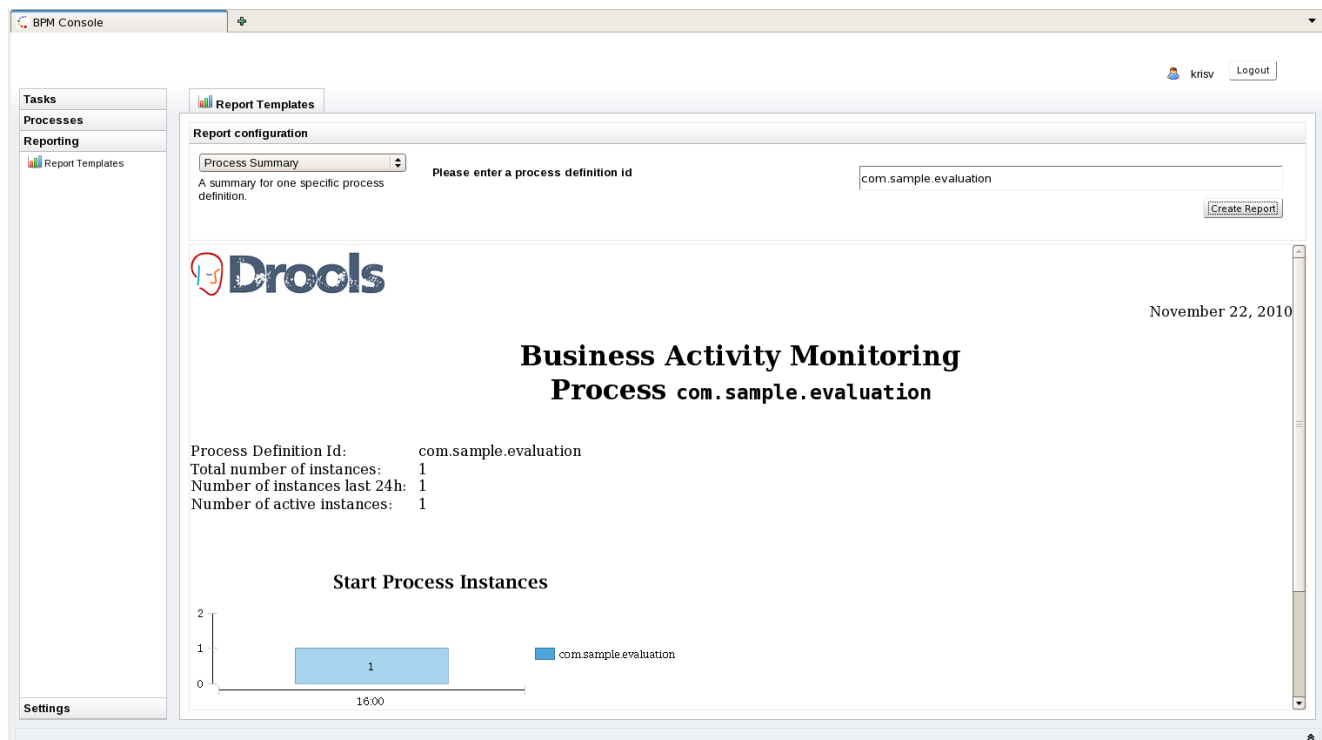 BPM Console
krisv Logout
Tasks
Processes
Reporting
Report Templates
Settings
Report Templates
Report configuration
Process Summary
A summary for one specific process
definition.
Please enter a process definition id
com.sample.evaluation
Create Report
Drools
November 22, 2010
Business Activity Monitoring
Process com.sample.evaluation
Process Definition Id: com.sample.evaluation
Total number of instances: 1
Number of instances last 24h: 1
Number of active instances: 1
Start Process Instances
2
1
0
1
16:00
com.sample.evaluation